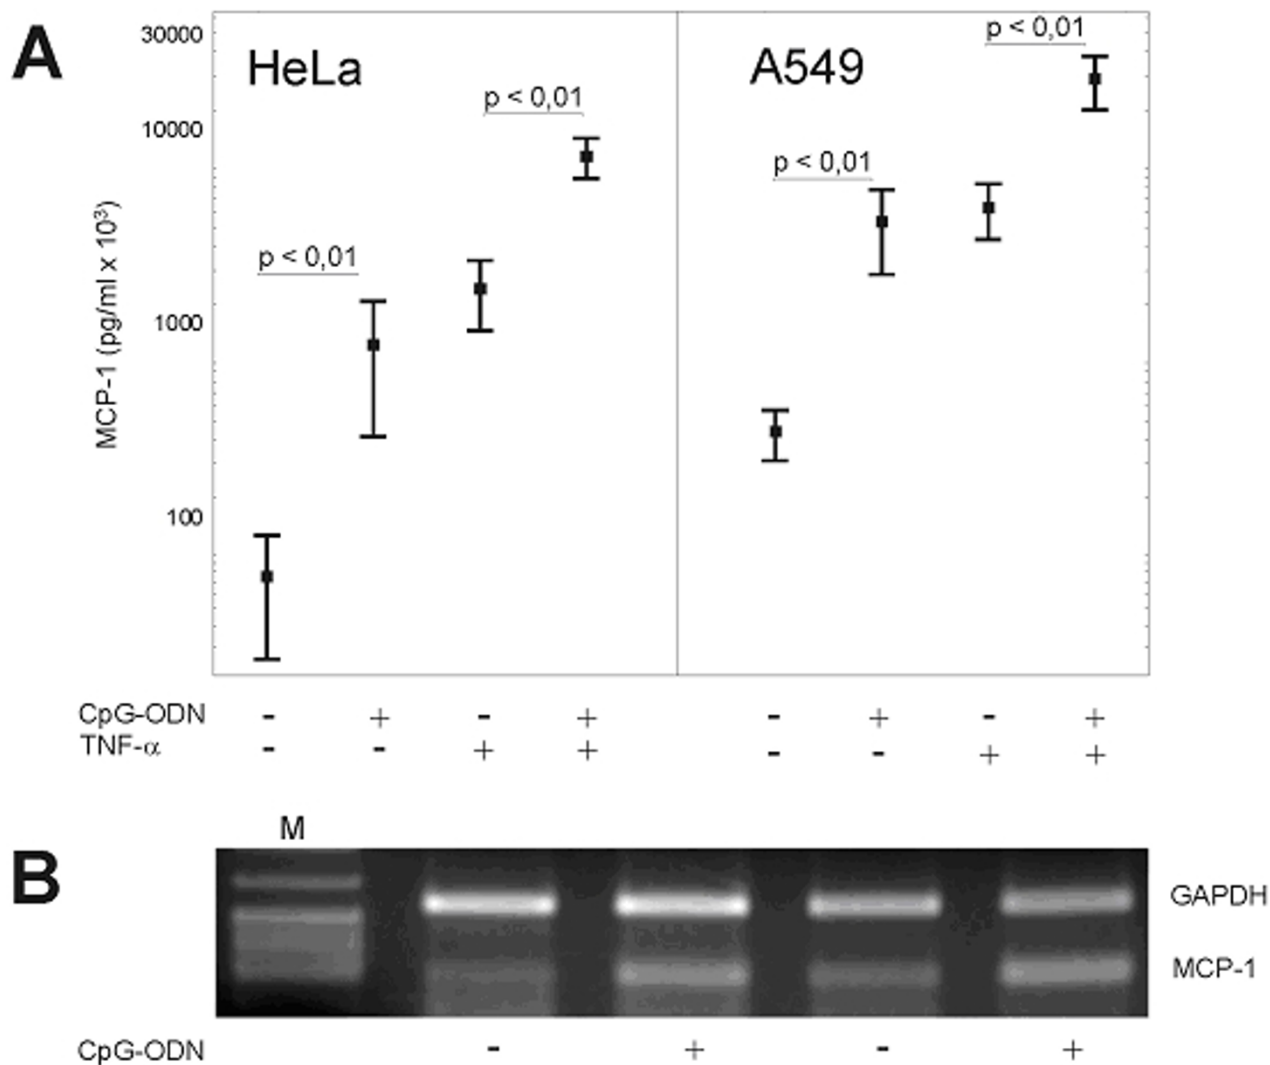 A
HeLa
A549
30000
10000
1000
100
MCP-1 (pg/ml x 10³)
p < 0,01
p < 0,01
p < 0,01
p < 0,01
CpG-ODN - + - + - + - +
TNF-α - - + + - - + +
B
M
GAPDH
MCP-1
CpG-ODN - + - +